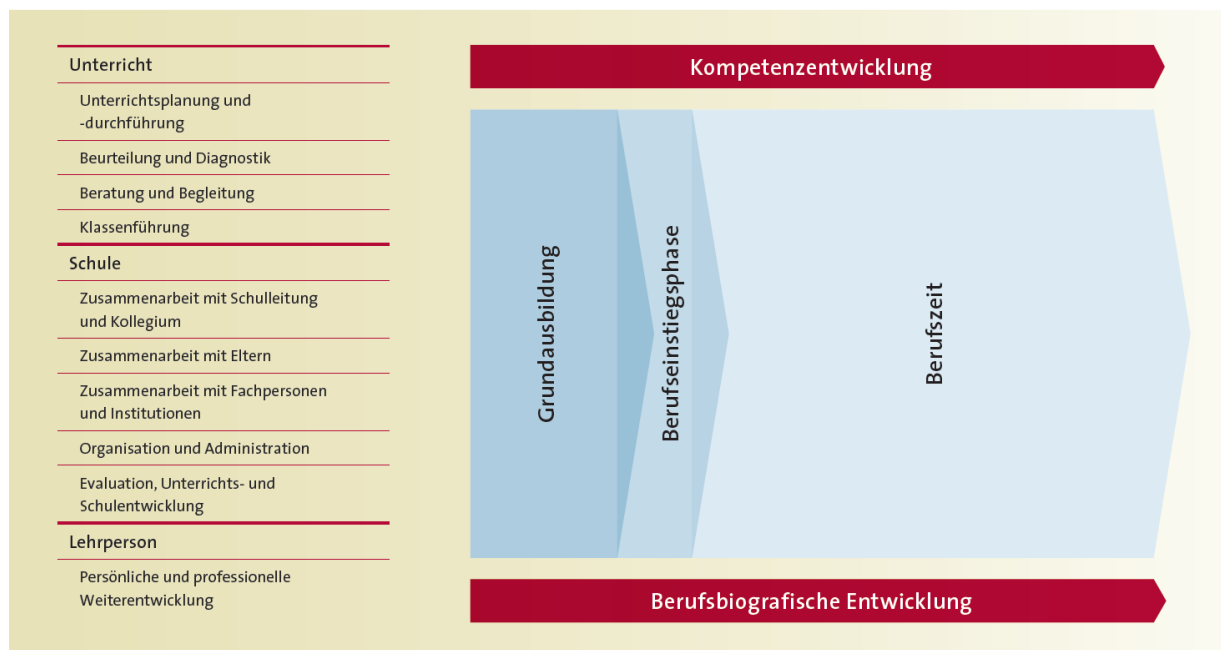 Unterricht
Unterrichtsplanung und
-durchführung
Beurteilung und Diagnostik
Beratung und Begleitung
Klassenführung
Schule
Zusammenarbeit mit Schulleitung
und Kollegium
Zusammenarbeit mit Eltern
Zusammenarbeit mit Fachpersonen
und Institutionen
Organisation und Administration
Evaluation, Unterrichts- und
Schulentwicklung
Lehrperson
Persönliche und professionelle
Weiterentwicklung
Kompetenzentwicklung
Grundausbildung
Berufseinstiegsphase
Berufszeit
Berufsbiografische Entwicklung